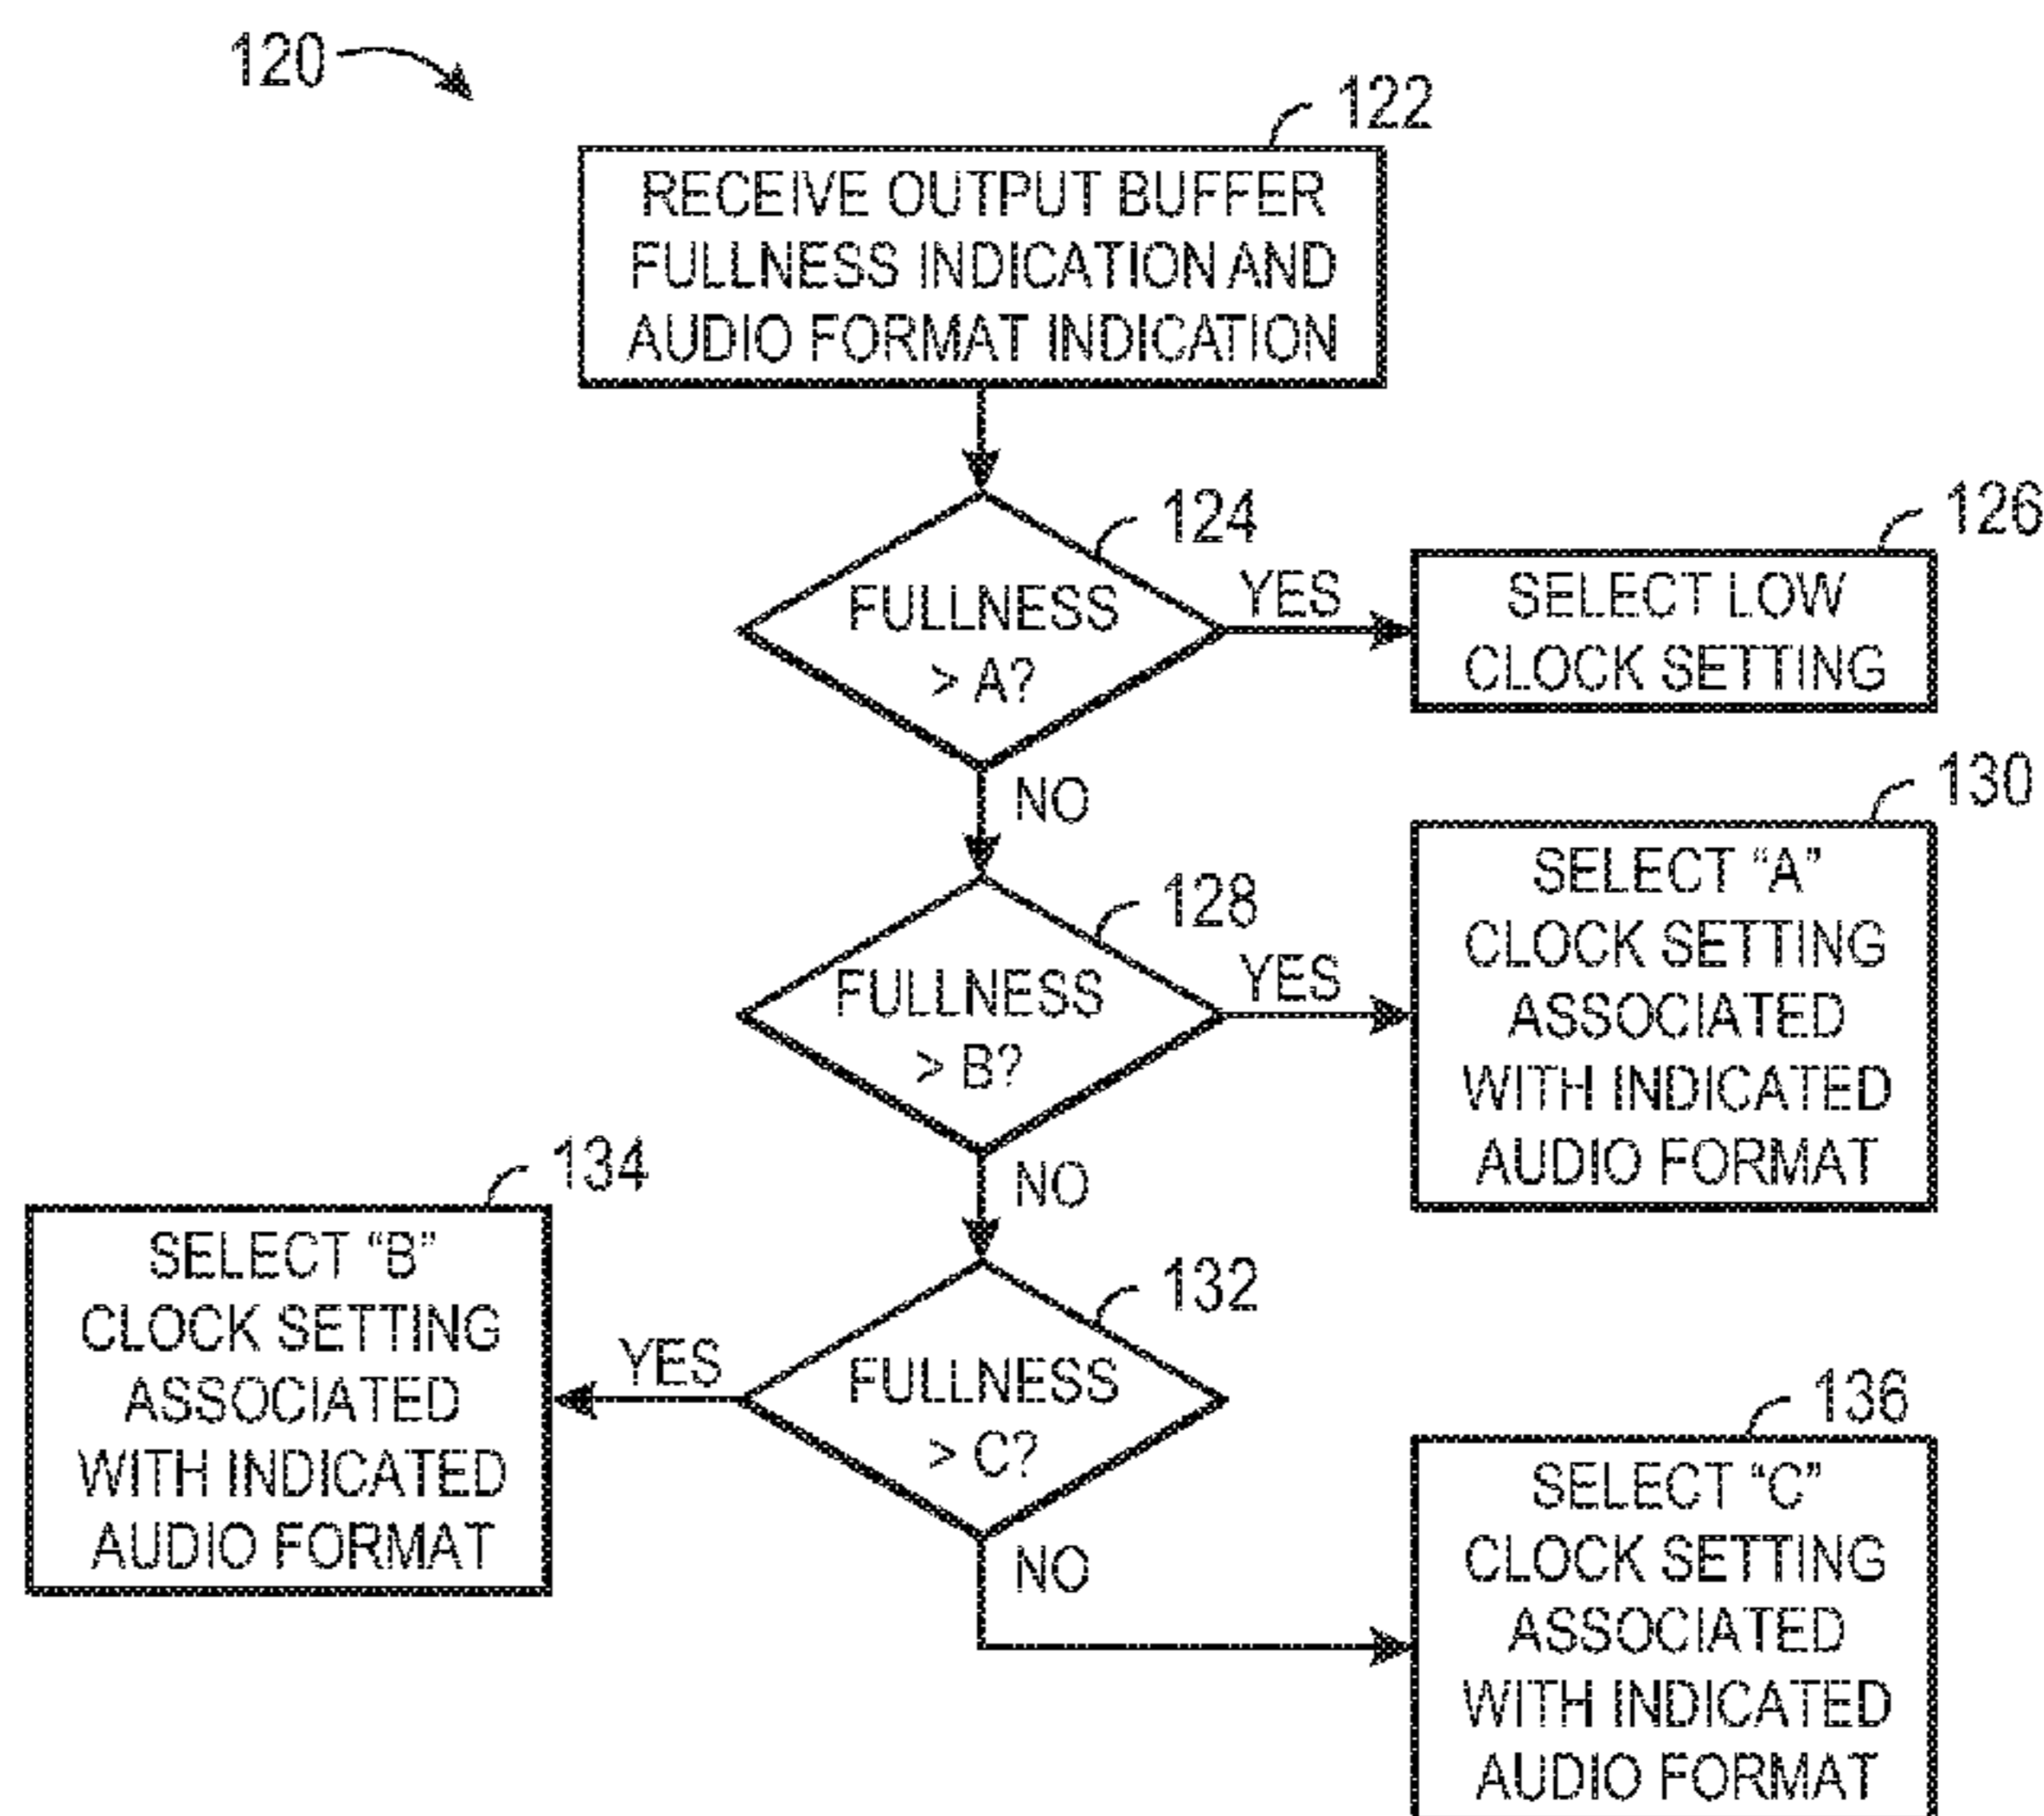 120
122
RECEIVE OUTPUT BUFFER
FULLNESS INDICATION AND
AUDIO FORMAT INDICATION
124
FULLNESS
> A?
YES
126
SELECT LOW
CLOCK SETTING
NO
128
FULLNESS
> B?
YES
130
SELECT “A”
CLOCK SETTING
ASSOCIATED
WITH INDICATED
AUDIO FORMAT
NO
132
FULLNESS
> C?
YES
134
SELECT “B”
CLOCK SETTING
ASSOCIATED
WITH INDICATED
AUDIO FORMAT
NO
136
SELECT “C”
CLOCK SETTING
ASSOCIATED
WITH INDICATED
AUDIO FORMAT